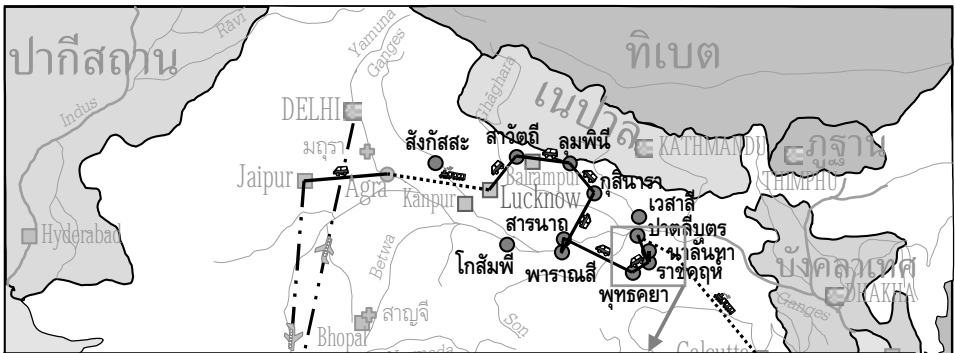 ปากีสถาน
Rāvi
Yamuna
Ganges
ทิเบต
Indus
Ghāghara
เนปาล
DELHI
มถุรา
สังกัสสะ
สาวัตถี
ลุมพินี
KATHMANDU
ภูฐาน
THIMPHU
Jaipur
Agra
Kanpur
Balrampur
Lucknow
กุสินารา
เวสาลี
Hyderabad
Betwa
โกสัมพี
สารนาถ
พาราณสี
ปาตลีบุตร
นาลันทา
ราชคฤห์
พุทธคยา
บังคลาเทศ
DHAKHA
Ganges
สาญจี
Bhopal
Son
Calcutta